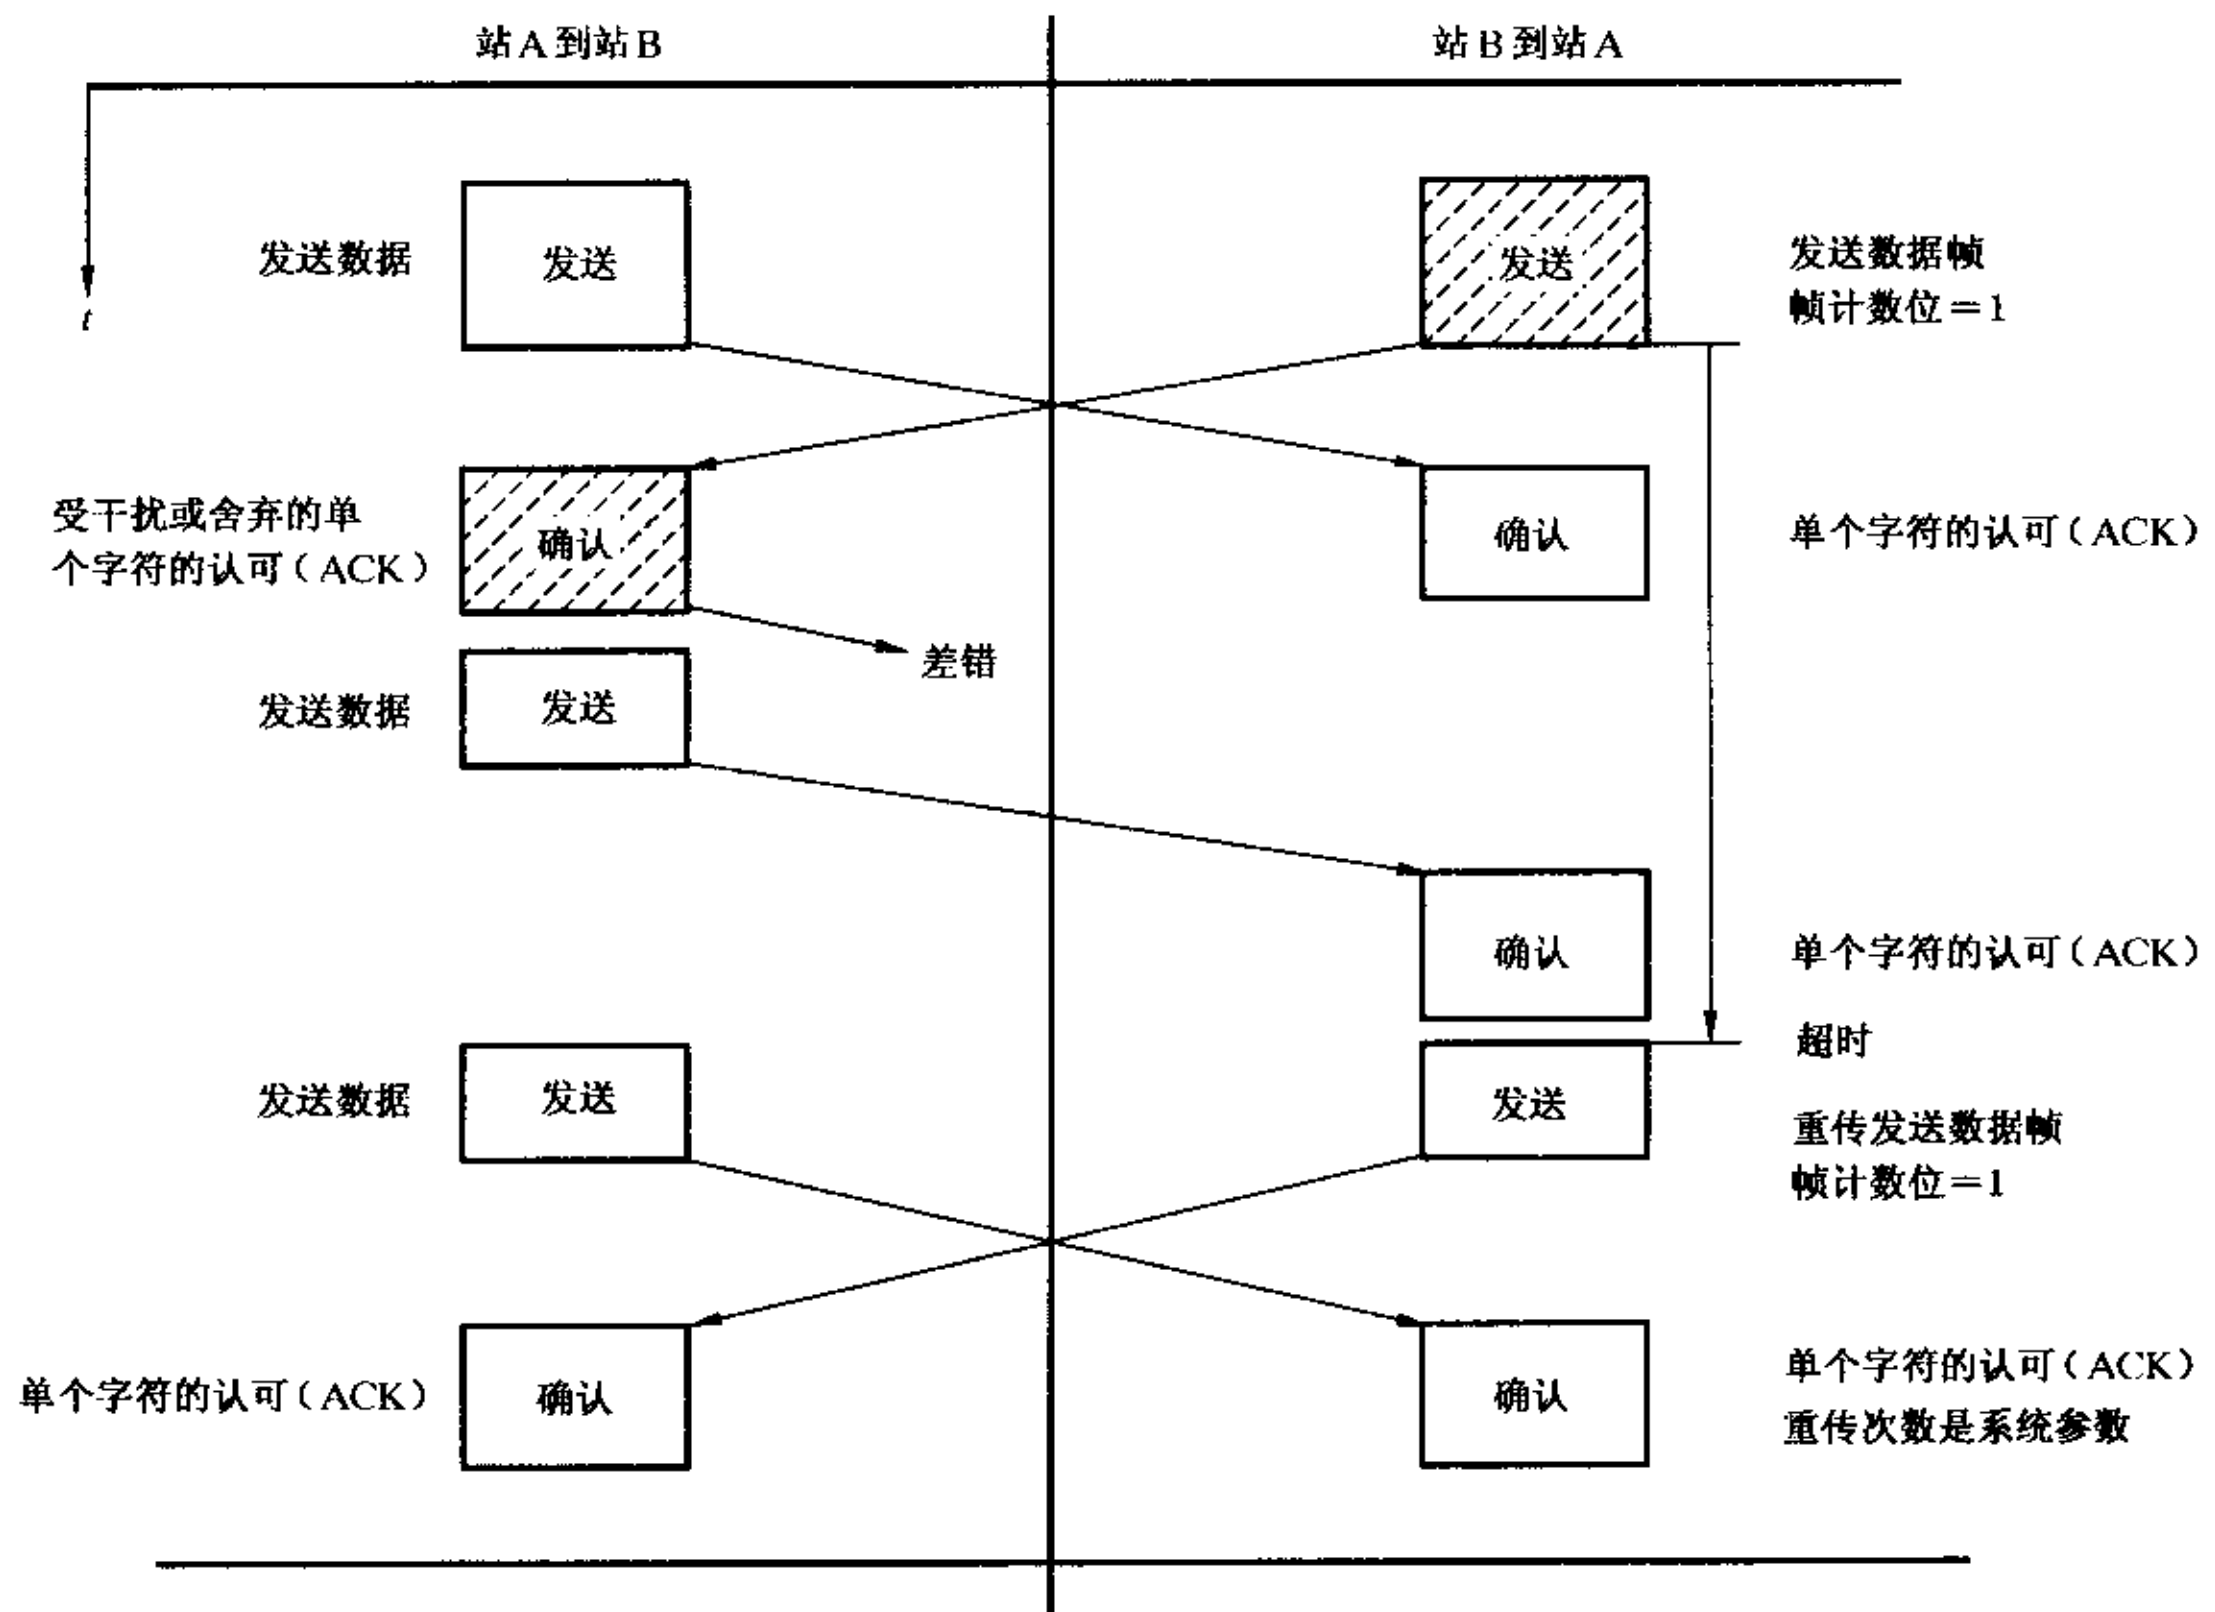 站A到站B
站B到站A
t
发送数据
发送
发送
发送数据帧
帧计数位=1
受干扰或舍弃的单
个字符的认可(ACK)
确认
确认
单个字符的认可(ACK)
差错
发送数据
发送
确认
单个字符的认可(ACK)
超时
发送数据
发送
发送
重传发送数据帧
帧计数位=1
单个字符的认可(ACK)
确认
确认
单个字符的认可(ACK)
重传次数是系统参数